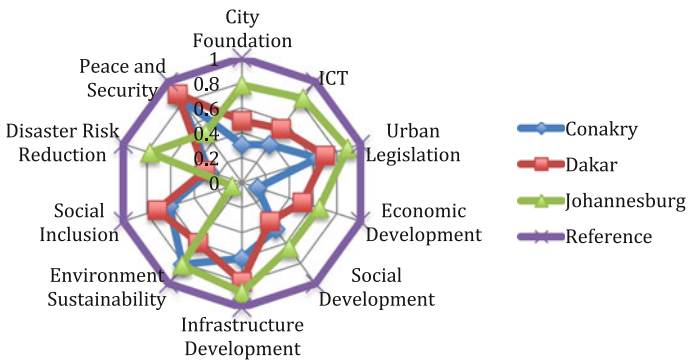 City
Foundation
ICT
Urban
Legislation
Economic
Development
Social
Development
Infrastructure
Development
Environment
Sustainability
Social
Inclusion
Disaster Risk
Reduction
Peace and
Security
1
0.8
0.6
0.4
0.2
0
Conakry
Dakar
Johannesburg
Reference